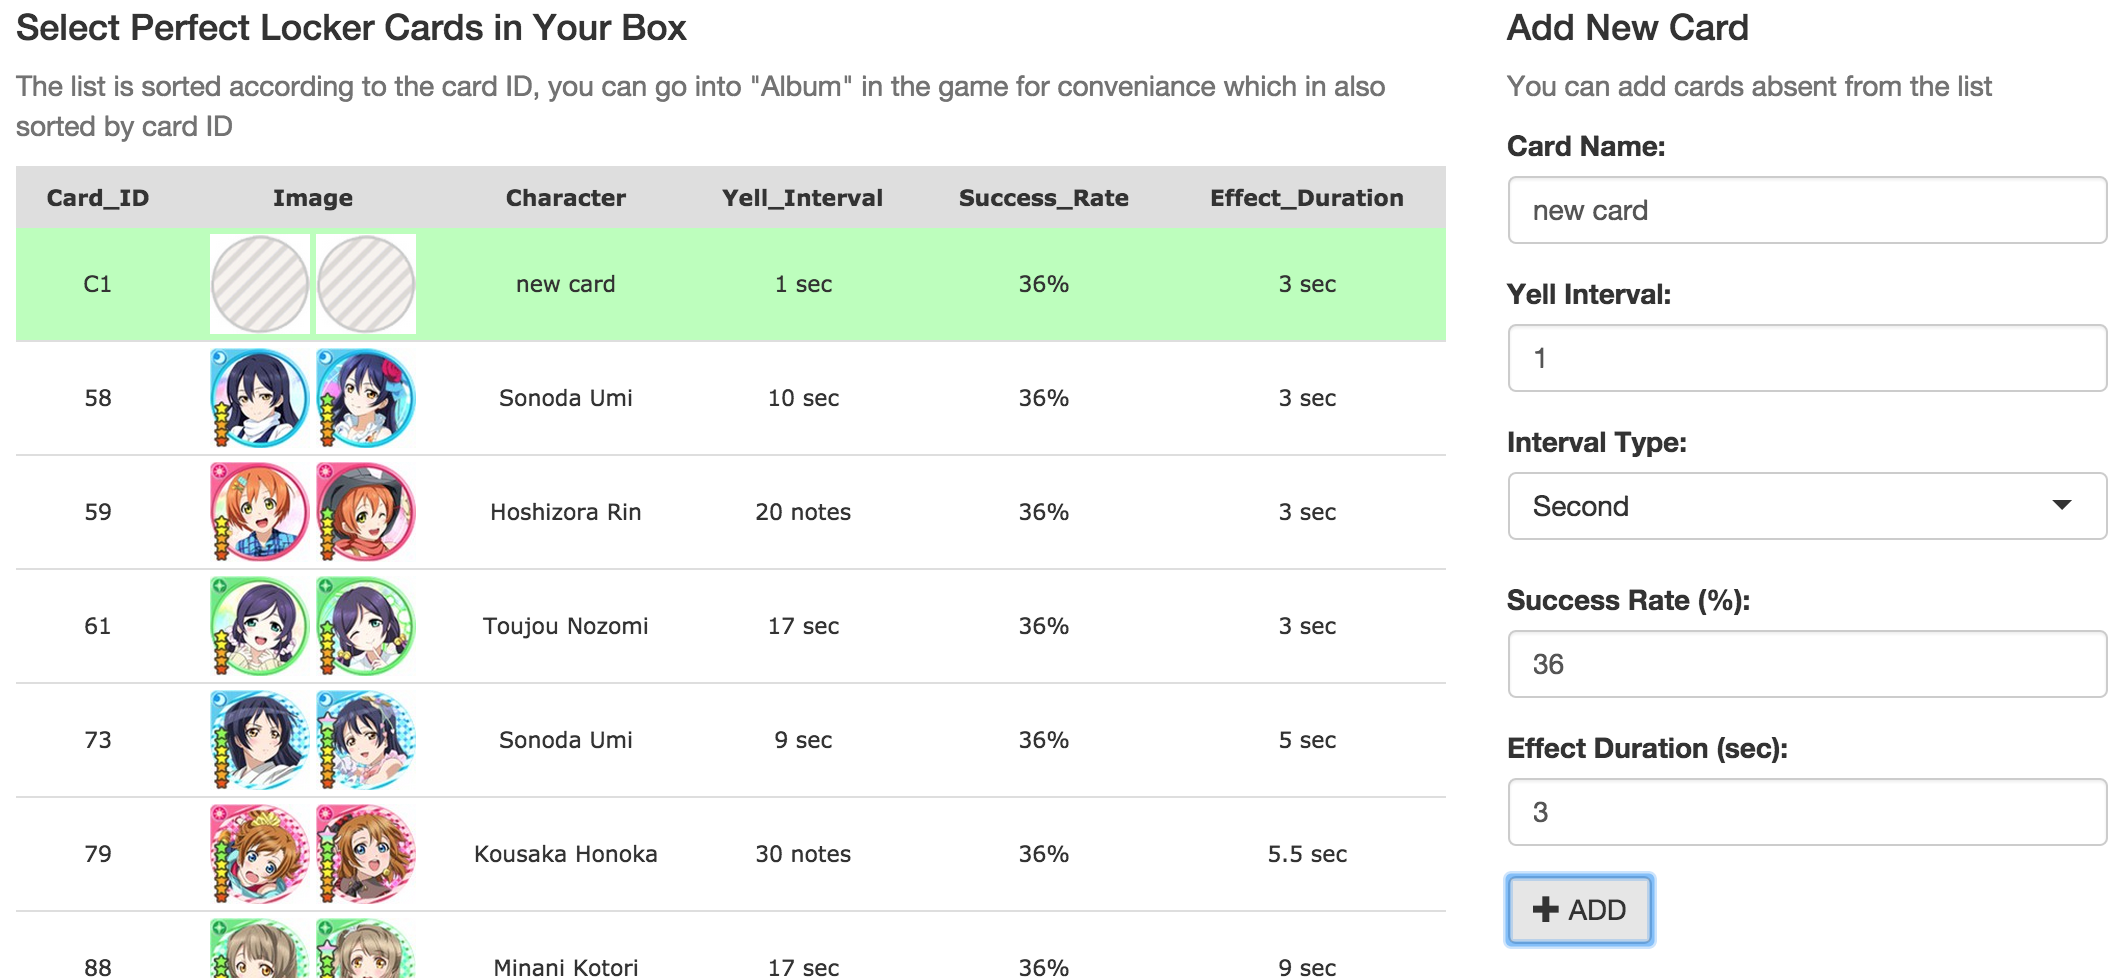 Select Perfect Locker Cards in Your Box
The list is sorted according to the card ID, you can go into "Album" in the game for conveniance which in also
sorted by card ID
Card_ID Image Character Yell_Interval Success_Rate Effect_Duration
C1 new card 1 sec 36% 3 sec
58 Sonoda Umi 10 sec 36% 3 sec
59 Hoshizora Rin 20 notes 36% 3 sec
61 Toujou Nozomi 17 sec 36% 3 sec
73 Sonoda Umi 9 sec 36% 5 sec
79 Kousaka Honoka 30 notes 36% 5.5 sec
88 Minani Kotori 17 sec 36% 9 sec
Add New Card
You can add cards absent from the list
Card Name:
new card
Yell Interval:
1
Interval Type:
Second
Success Rate (%):
36
Effect Duration (sec):
3
ADD